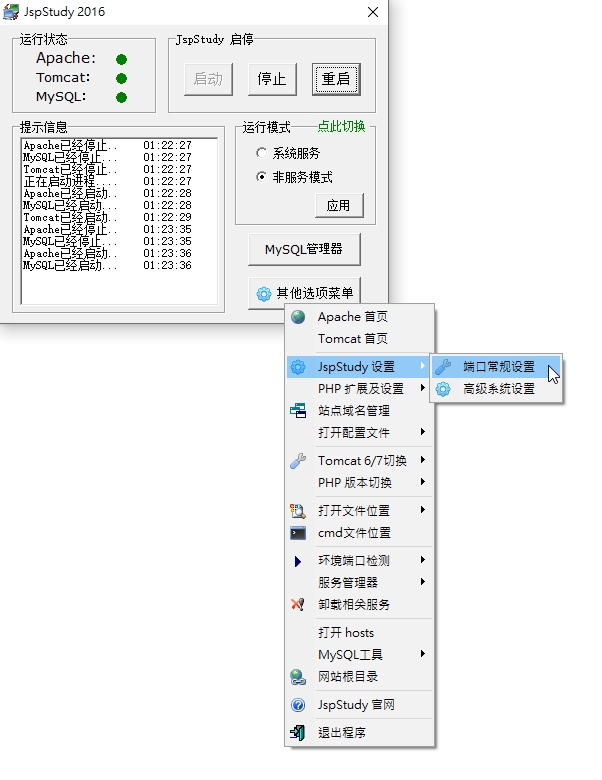 JspStudy 2016
运行状态
Apache:
Tomcat:
MySQL:
JspStudy 启停
启动
停止
重启
提示信息
Apache已经停止.. 01:22:27
MySQL已经停止.. 01:22:27
Tomcat已经停止.. 01:22:27
正在启动进程.... 01:22:27
Apache已经启动... 01:22:28
MySQL已经启动... 01:22:28
Tomcat已经启动... 01:22:29
Apache已经停止.. 01:23:35
MySQL已经停止.. 01:23:35
Apache已经启动... 01:23:36
MySQL已经启动... 01:23:36
运行模式
点此切换
系统服务
非服务模式
应用
MySQL管理器
其他选项菜单
Apache 首页
Tomcat 首页
JspStudy 设置
PHP 扩展及设置
站点域名管理
打开配置文件
Tomcat 6/7切换
PHP 版本切换
打开文件位置
cmd文件位置
环境端口检测
服务管理器
卸载相关服务
打开 hosts
MySQL工具
网站根目录
JspStudy 官网
退出程序
端口常规设置
高级系统设置